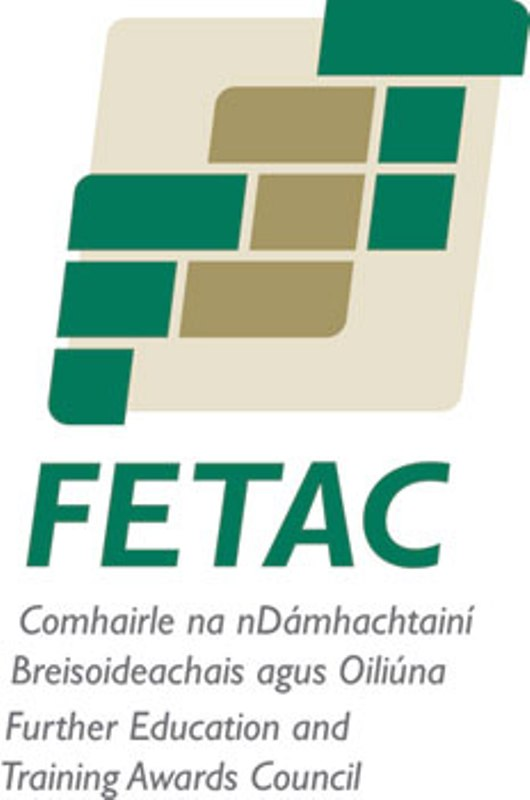 FETAC
Comhairle na nDámhachtainí
Breisoideachais agus Oiliúna
Further Education and
Training Awards Council